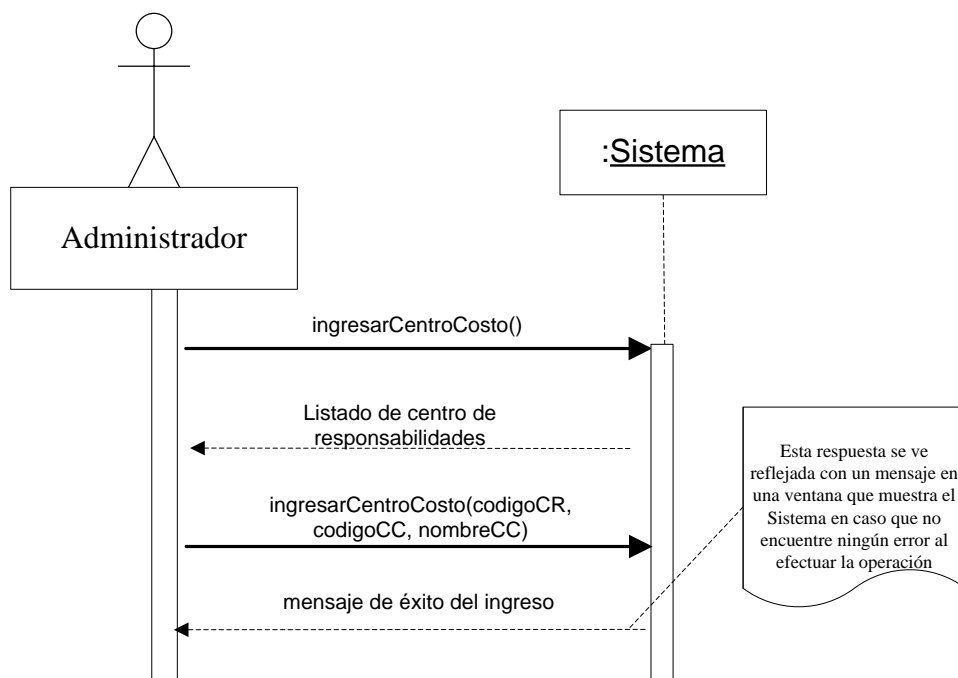 :Sistema
Administrador
ingresarCentroCosto()
Listado de centro de
responsabilidades
ingresarCentroCosto(codigoCR,
codigoCC, nombreCC)
mensaje de éxito del ingreso
Esta respuesta se ve
reflejada con un mensaje en
una ventana que muestra el
Sistema en caso que no
encuentre ningún error al
efectuar la operación